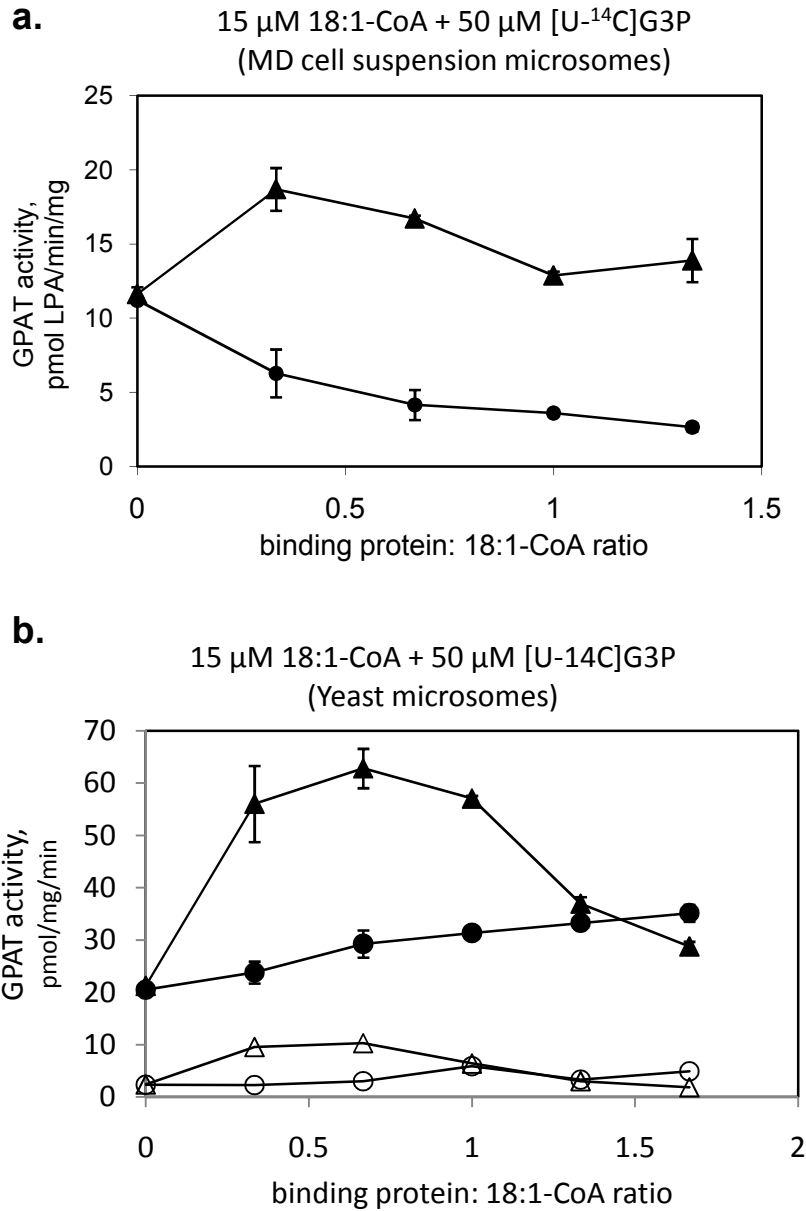 a.
15 µM 18:1-CoA + 50 µM [U-¹⁴C]G3P
(MD cell suspension microsomes)
25
20
15
10
5
0
GPAT activity,
pmol LPA/min/mg
0
0.5
1
1.5
binding protein: 18:1-CoA ratio
b.
15 µM 18:1-CoA + 50 µM [U-14C]G3P
(Yeast microsomes)
70
60
50
40
30
20
10
0
GPAT activity,
pmol/mg/min
0
0.5
1
1.5
2
binding protein: 18:1-CoA ratio